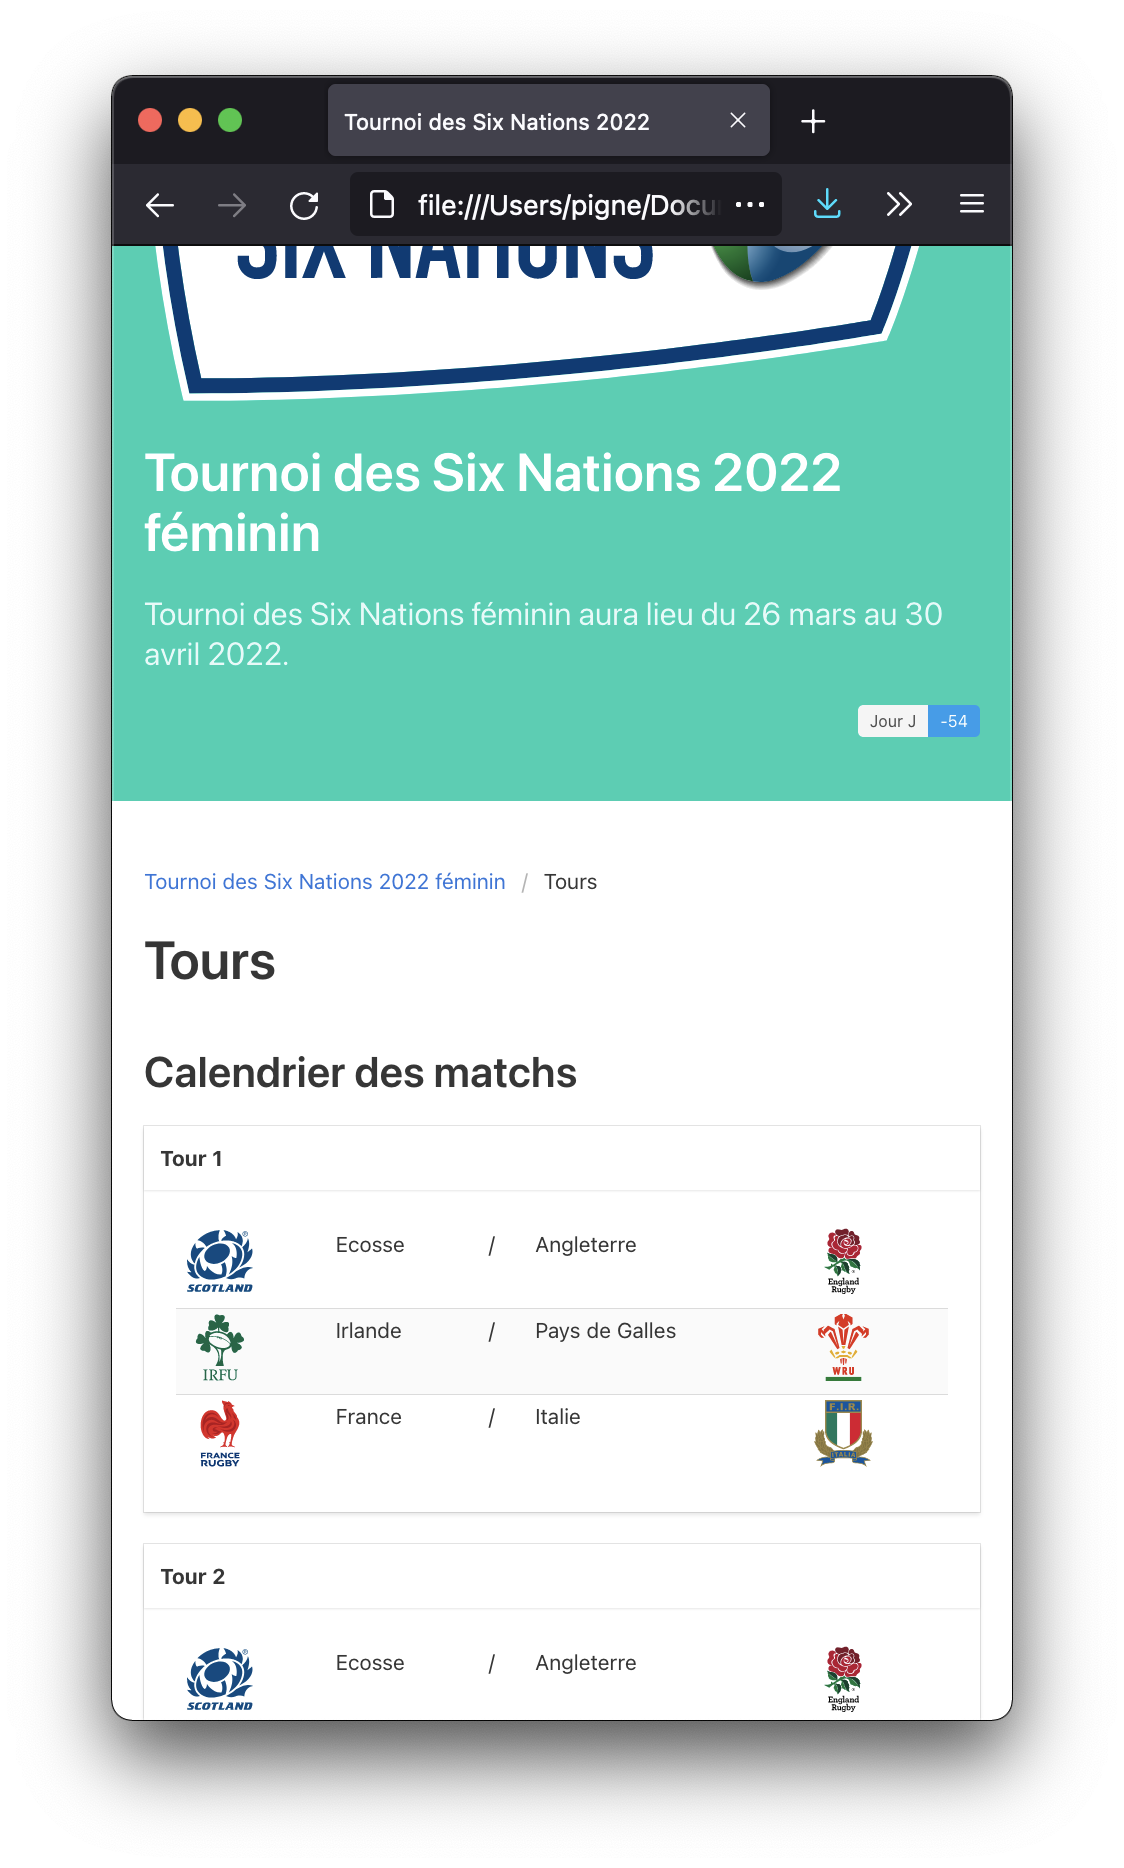 Tournoi des Six Nations 2022
file:///Users/pigne/Docu
SIX NATIONS
Tournoi des Six Nations 2022
féminin
Tournoi des Six Nations féminin aura lieu du 26 mars au 30
avril 2022.
Jour J -54
Tournoi des Six Nations 2022 féminin / Tours
Tours
Calendrier des matchs
Tour 1
SCOTLAND Ecosse / Angleterre England Rugby
IRFU Irlande / Pays de Galles WRU
FRANCE RUGBY France / Italie F.I.R. ITALIA
Tour 2
SCOTLAND Ecosse / Angleterre England Rugby